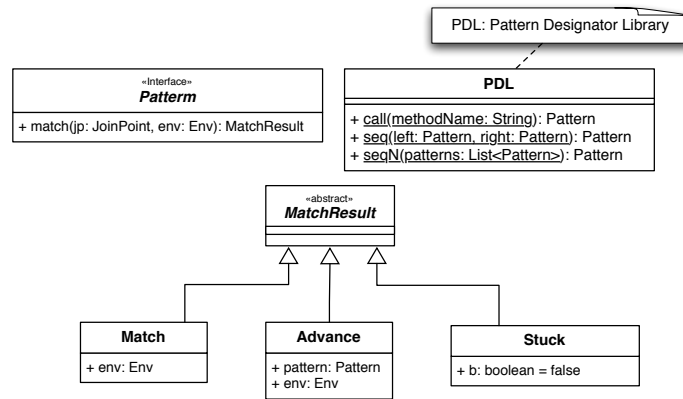 PDL: Pattern Designator Library
«Interface»
Patterm
+ match(jp: JoinPoint, env: Env): MatchResult
PDL
+ call(methodName: String): Pattern
+ seq(left: Pattern, right: Pattern): Pattern
+ seqN(patterns: List<Pattern>): Pattern
«abstract»
MatchResult
Match
+ env: Env
Advance
+ pattern: Pattern
+ env: Env
Stuck
+ b: boolean = false